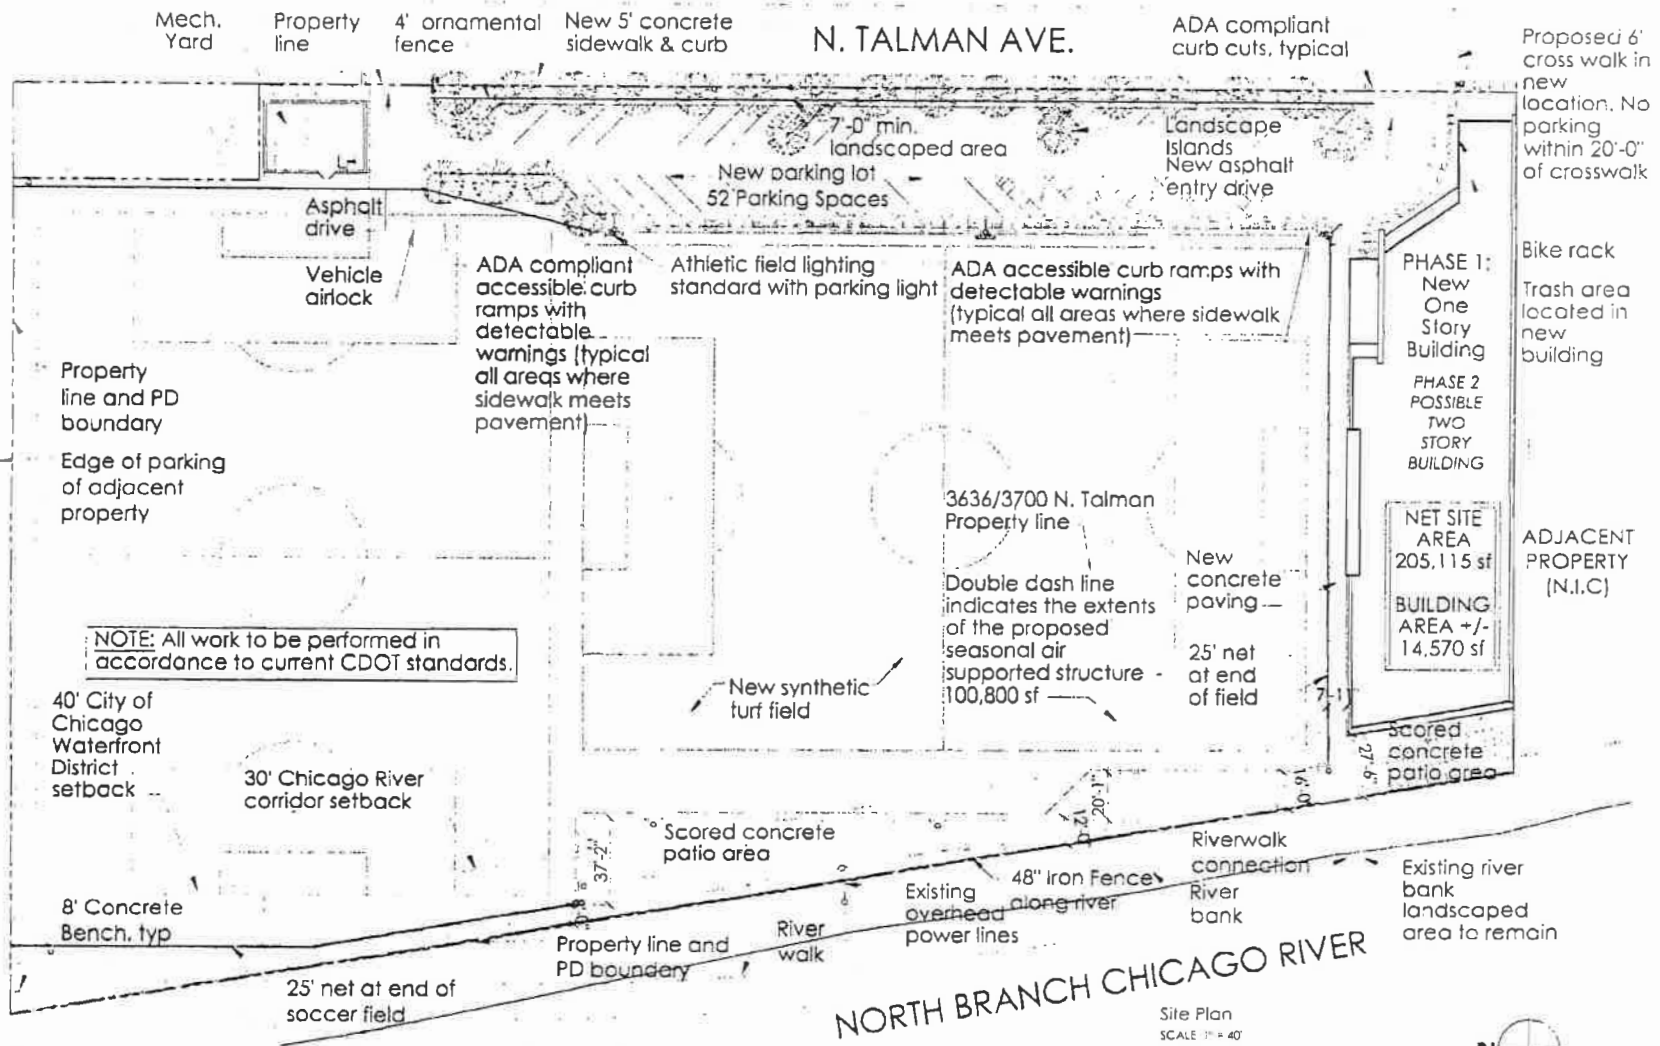 Mech.
Yard
Property
line
4' ornamental
fence
New 5' concrete
sidewalk & curb
N. TALMAN AVE.
ADA compliant
curb cuts, typical
Proposed 6'
cross walk in
new
location. No
parking
within 20'-0"
of crosswalk
7'-0" min.
landscaped area
Landscape
Islands
New asphalt
entry drive
New parking lot
52 Parking Spaces
Asphalt
drive
Vehicle
airlock
ADA compliant
accessible curb
ramps with
detectable
warnings (typical
all areas where
sidewalk meets
pavement)
Athletic field lighting
standard with parking light
ADA accessible curb ramps with
detectable warnings
(typical all areas where sidewalk
meets pavement)
PHASE 1:
New
One
Story
Building
PHASE 2
POSSIBLE
TWO
STORY
BUILDING
Bike rack
Trash area
located in
new
building
Property
line and PD
boundary
Edge of parking
of adjacent
property
3636/3700 N. Talman
Property line
Double dash line
indicates the extents
of the proposed
seasonal air
supported structure -
100,800 sf
New
concrete
paving
25' net
at end
of field
NET SITE
AREA
205,115 sf
BUILDING
AREA +/-
14,570 sf
ADJACENT
PROPERTY
(N.I.C)
NOTE: All work to be performed in
accordance to current CDOT standards.
New synthetic
turf field
40' City of
Chicago
Waterfront
District
setback
30' Chicago River
corridor setback
Scored
concrete
patio area
27'-6"
16'-0"
20'-1"
Scored concrete
patio area
37'-2"
Riverwalk
connection
River
bank
48" Iron Fence
along river
Existing
overhead
power lines
Existing river
bank
landscaped
area to remain
8' Concrete
Bench, typ
Property line and
PD boundary
River
walk
25' net at end of
soccer field
NORTH BRANCH CHICAGO RIVER
Site Plan
SCALE 1" = 40'
N